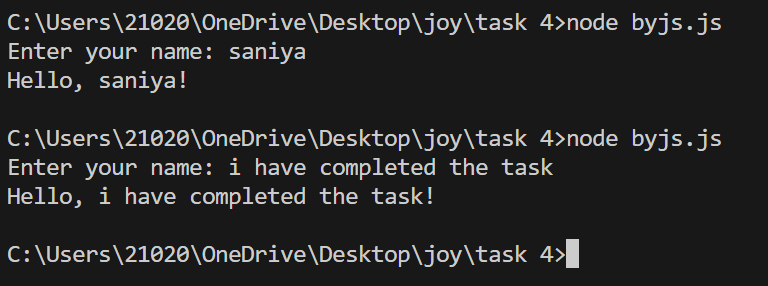 C:\Users\21020\OneDrive\Desktop\joy\task 4>node byjs.js
Enter your name: saniya
Hello, saniya!
C:\Users\21020\OneDrive\Desktop\joy\task 4>node byjs.js
Enter your name: i have completed the task
Hello, i have completed the task!
C:\Users\21020\OneDrive\Desktop\joy\task 4>